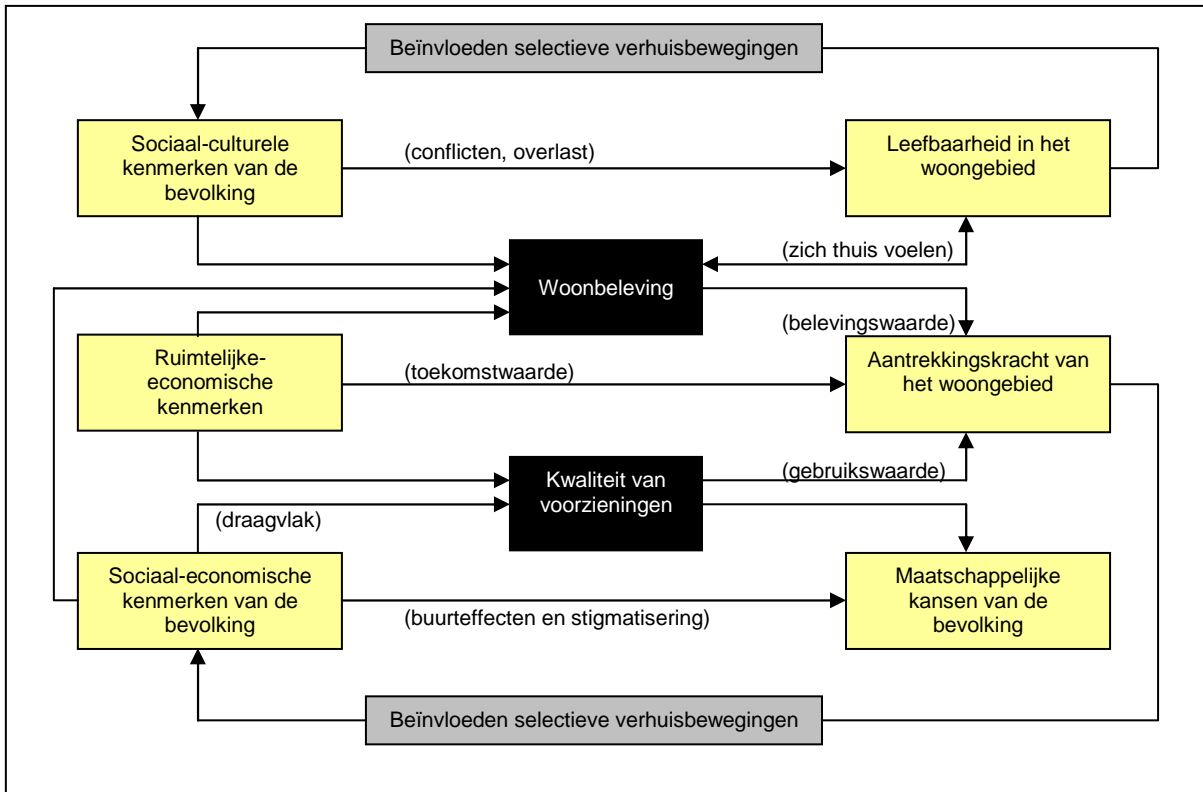 Beïnvloeden selectieve verhuisbewegingen
Sociaal-culturele
kenmerken van de
bevolking
(conflicten, overlast)
Leefbaarheid in het
woongebied
(zich thuis voelen)
Woonbeleving
(belevingswaarde)
Ruimtelijke-
economische
kenmerken
(toekomstwaarde)
Aantrekkingskracht van
het woongebied
Kwaliteit van
voorzieningen
(gebruikswaarde)
(draagvlak)
Sociaal-economische
kenmerken van de
bevolking
(buurteffecten en stigmatisering)
Maatschappelijke
kansen van de
bevolking
Beïnvloeden selectieve verhuisbewegingen